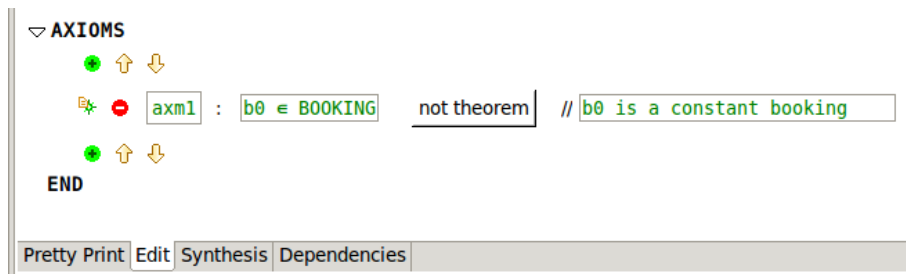 AXIOMS
axm1 : b0 ∈ BOOKING not theorem // b0 is a constant booking
END
Pretty Print Edit Synthesis Dependencies